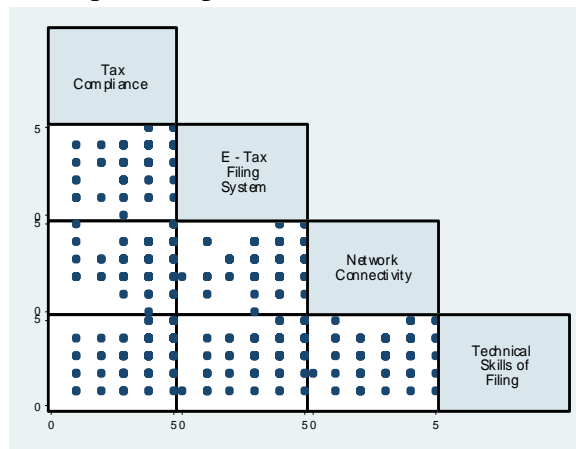 Tax
Compliance
5
E - Tax
Filing
System
0
5
Network
Connectivity
0
5
Technical
Skills of
Filing
0
0
5 0
5 0
5